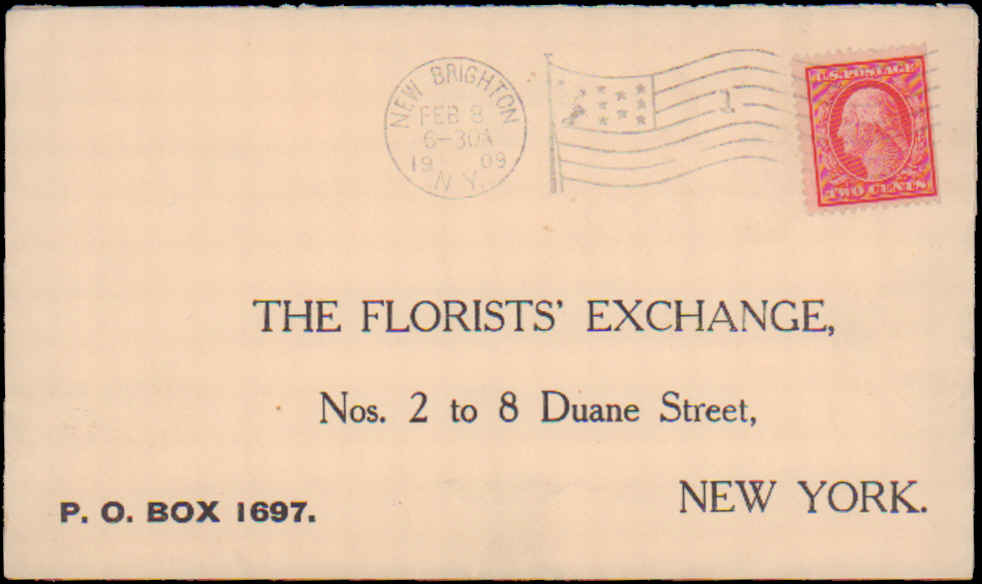 NEW BRIGHTON
FEB 8
6-30A
19 09
N.Y.
1
U.S. POSTAGE
TWO CENTS
THE FLORISTS' EXCHANGE,
Nos. 2 to 8 Duane Street,
NEW YORK.
P. O. BOX 1697.